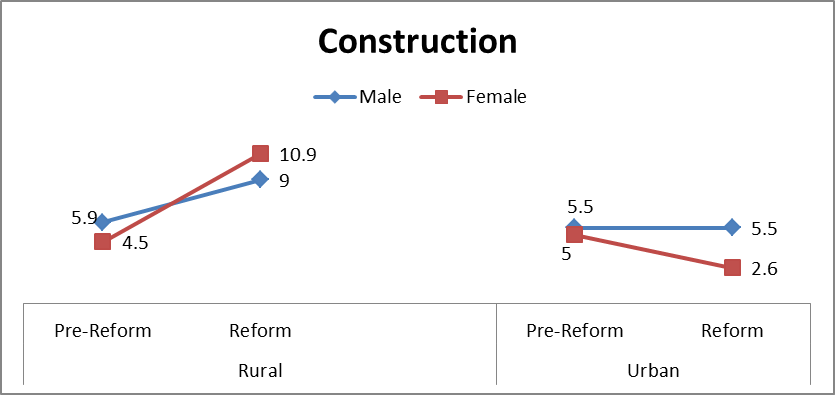 Construction
Male Female
10.9
9
5.9
4.5
5.5
5.5
5
2.6
Pre-Reform Reform Pre-Reform Reform
Rural Urban